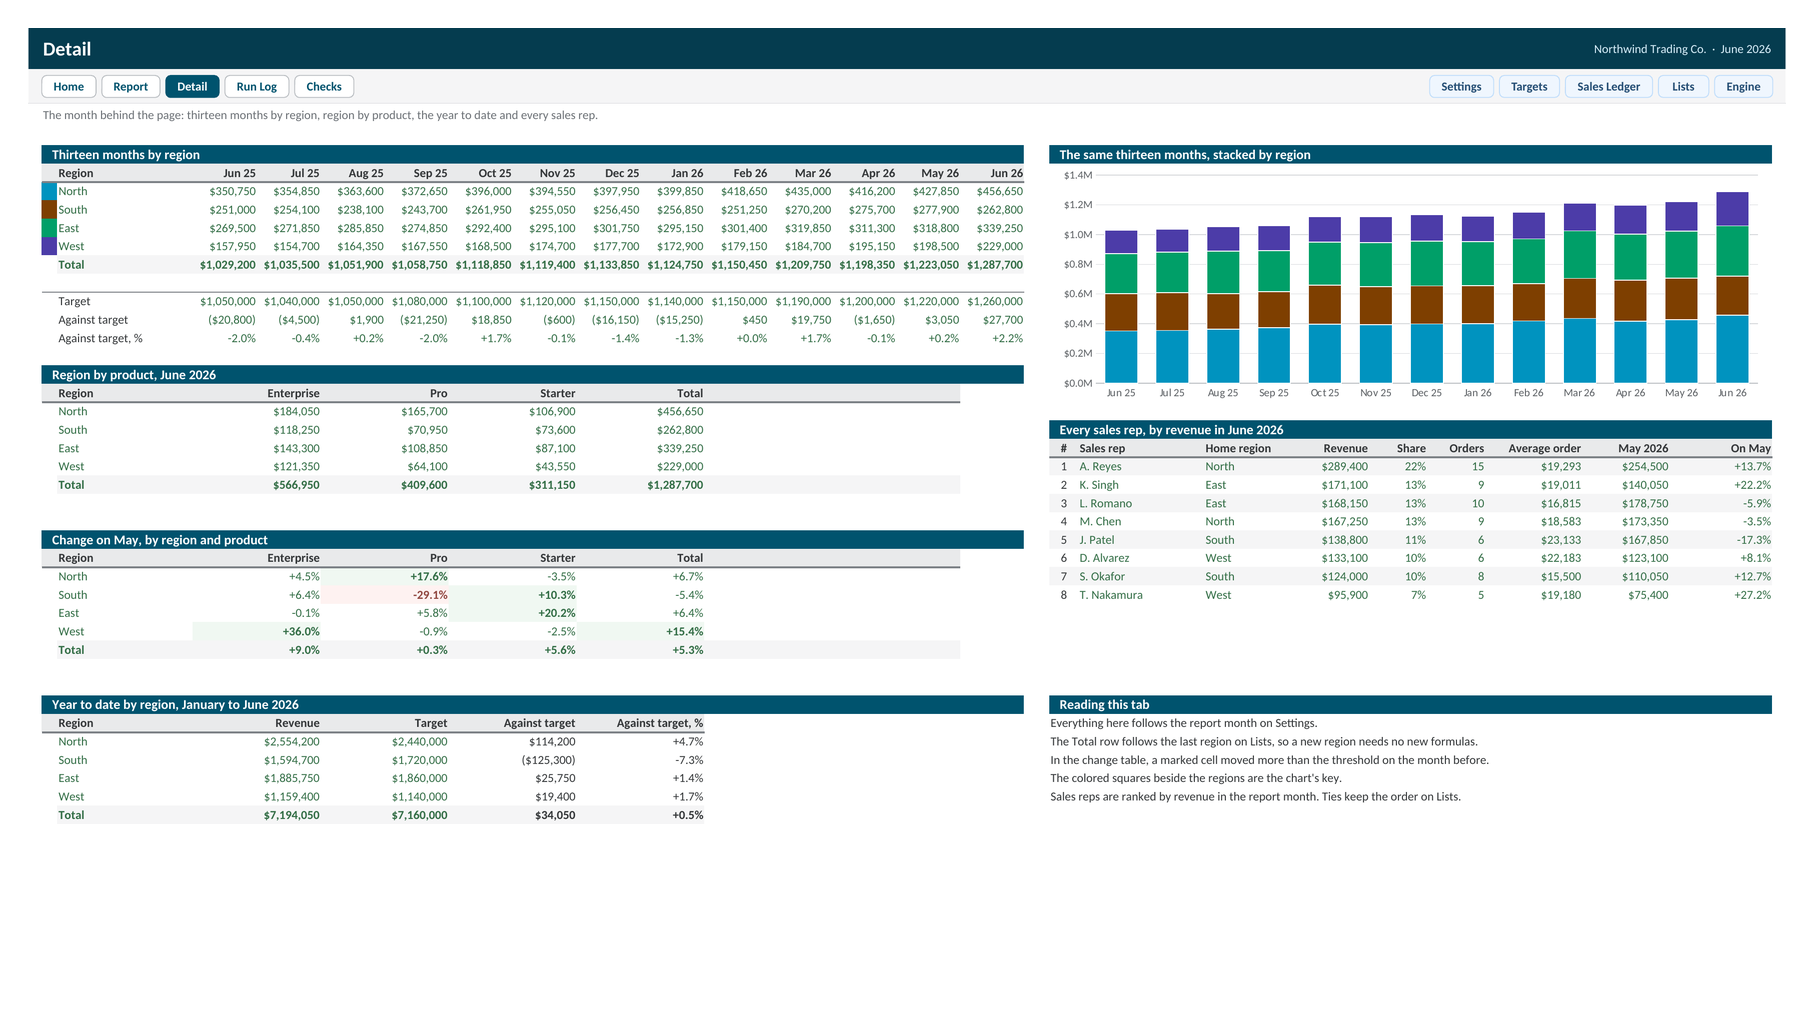 Detail
Northwind Trading Co. · June 2026
Home Report Detail Run Log Checks Settings Targets Sales Ledger Lists Engine
The month behind the page: thirteen months by region, region by product, the year to date and every sales rep.
Thirteen months by region
Region Jun 25 Jul 25 Aug 25 Sep 25 Oct 25 Nov 25 Dec 25 Jan 26 Feb 26 Mar 26 Apr 26 May 26 Jun 26
North $350,750 $354,850 $363,600 $372,650 $396,000 $394,550 $397,950 $399,850 $418,650 $435,000 $416,200 $427,850 $456,650
South $251,000 $254,100 $238,100 $243,700 $261,950 $255,050 $256,450 $256,850 $251,250 $270,200 $275,700 $277,900 $262,800
East $269,500 $271,850 $285,850 $274,850 $292,400 $295,100 $301,750 $295,150 $301,400 $319,850 $311,300 $318,800 $339,250
West $157,950 $154,700 $164,350 $167,550 $168,500 $174,700 $177,700 $172,900 $179,150 $184,700 $195,150 $198,500 $229,000
Total $1,029,200 $1,035,500 $1,051,900 $1,058,750 $1,118,850 $1,119,400 $1,133,850 $1,124,750 $1,150,450 $1,209,750 $1,198,350 $1,223,050 $1,287,700
Target $1,050,000 $1,040,000 $1,050,000 $1,080,000 $1,100,000 $1,120,000 $1,150,000 $1,140,000 $1,150,000 $1,190,000 $1,200,000 $1,220,000 $1,260,000
Against target ($20,800) ($4,500) $1,900 ($21,250) $18,850 ($600) ($16,150) ($15,250) $450 $19,750 ($1,650) $3,050 $27,700
Against target, % -2.0% -0.4% +0.2% -2.0% +1.7% -0.1% -1.4% -1.3% +0.0% +1.7% -0.1% +0.2% +2.2%
The same thirteen months, stacked by region
$1.4M
$1.2M
$1.0M
$0.8M
$0.6M
$0.4M
$0.2M
$0.0M
Jun 25 Jul 25 Aug 25 Sep 25 Oct 25 Nov 25 Dec 25 Jan 26 Feb 26 Mar 26 Apr 26 May 26 Jun 26
Region by product, June 2026
Region Enterprise Pro Starter Total
North $184,050 $165,700 $106,900 $456,650
South $118,250 $70,950 $73,600 $262,800
East $143,300 $108,850 $87,100 $339,250
West $121,350 $64,100 $43,550 $229,000
Total $566,950 $409,600 $311,150 $1,287,700
Every sales rep, by revenue in June 2026
# Sales rep Home region Revenue Share Orders Average order May 2026 On May
1 A. Reyes North $289,400 22% 15 $19,293 $254,500 +13.7%
2 K. Singh East $171,100 13% 9 $19,011 $140,050 +22.2%
3 L. Romano East $168,150 13% 10 $16,815 $178,750 -5.9%
4 M. Chen North $167,250 13% 9 $18,583 $173,350 -3.5%
5 J. Patel South $138,800 11% 6 $23,133 $167,850 -17.3%
6 D. Alvarez West $133,100 10% 6 $22,183 $123,100 +8.1%
7 S. Okafor South $124,000 10% 8 $15,500 $110,050 +12.7%
8 T. Nakamura West $95,900 7% 5 $19,180 $75,400 +27.2%
Change on May, by region and product
Region Enterprise Pro Starter Total
North +4.5% +17.6% -3.5% +6.7%
South +6.4% -29.1% +10.3% -5.4%
East -0.1% +5.8% +20.2% +6.4%
West +36.0% -0.9% -2.5% +15.4%
Total +9.0% +0.3% +5.6% +5.3%
Year to date by region, January to June 2026
Region Revenue Target Against target Against target, %
North $2,554,200 $2,440,000 $114,200 +4.7%
South $1,594,700 $1,720,000 ($125,300) -7.3%
East $1,885,750 $1,860,000 $25,750 +1.4%
West $1,159,400 $1,140,000 $19,400 +1.7%
Total $7,194,050 $7,160,000 $34,050 +0.5%
Reading this tab
Everything here follows the report month on Settings.
The Total row follows the last region on Lists, so a new region needs no new formulas.
In the change table, a marked cell moved more than the threshold on the month before.
The colored squares beside the regions are the chart's key.
Sales reps are ranked by revenue in the report month. Ties keep the order on Lists.